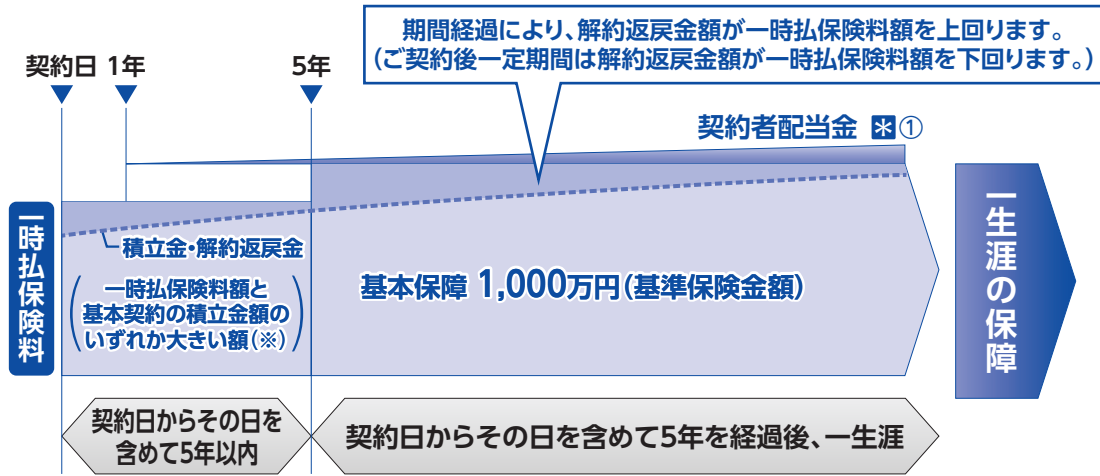 期間経過により、解約返戻金額が一時払保険料額を上回ります。
(ご契約後一定期間は解約返戻金額が一時払保険料額を下回ります。)
契約日 1年
5年
契約者配当金 *①
一時払保険料
積立金・解約返戻金
一時払保険料額と
基本契約の積立金額の
いずれか大きい額(※)
基本保障 1,000万円(基準保険金額)
一生涯の保障
契約日からその日を
含めて5年以内
契約日からその日を含めて5年を経過後、一生涯